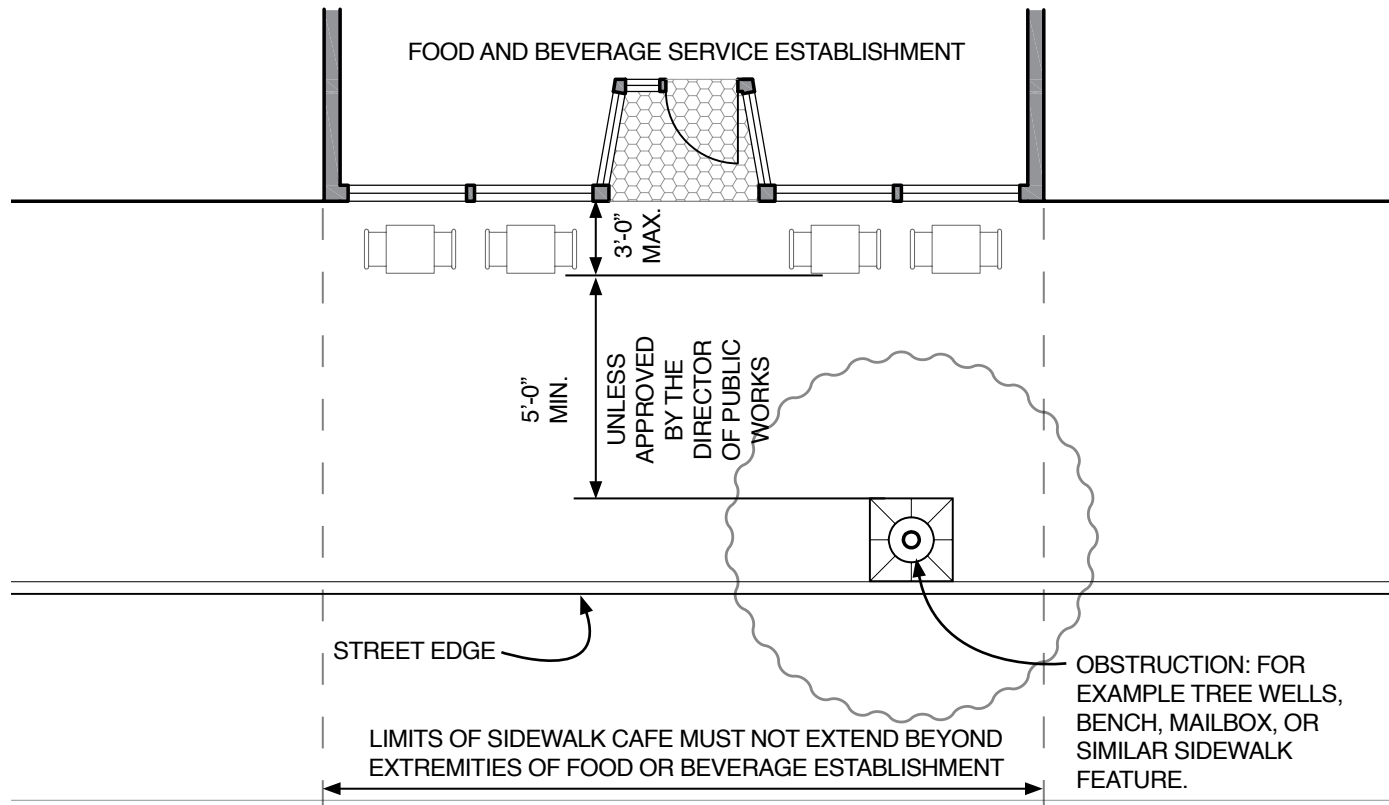 FOOD AND BEVERAGE SERVICE ESTABLISHMENT
3'-0"
MAX.
5'-0"
MIN.
UNLESS
APPROVED
BY THE
DIRECTOR
OF PUBLIC
WORKS
STREET EDGE
OBSTRUCTION: FOR
EXAMPLE TREE WELLS,
BENCH, MAILBOX, OR
SIMILAR SIDEWALK
FEATURE.
LIMITS OF SIDEWALK CAFE MUST NOT EXTEND BEYOND
EXTREMITIES OF FOOD OR BEVERAGE ESTABLISHMENT